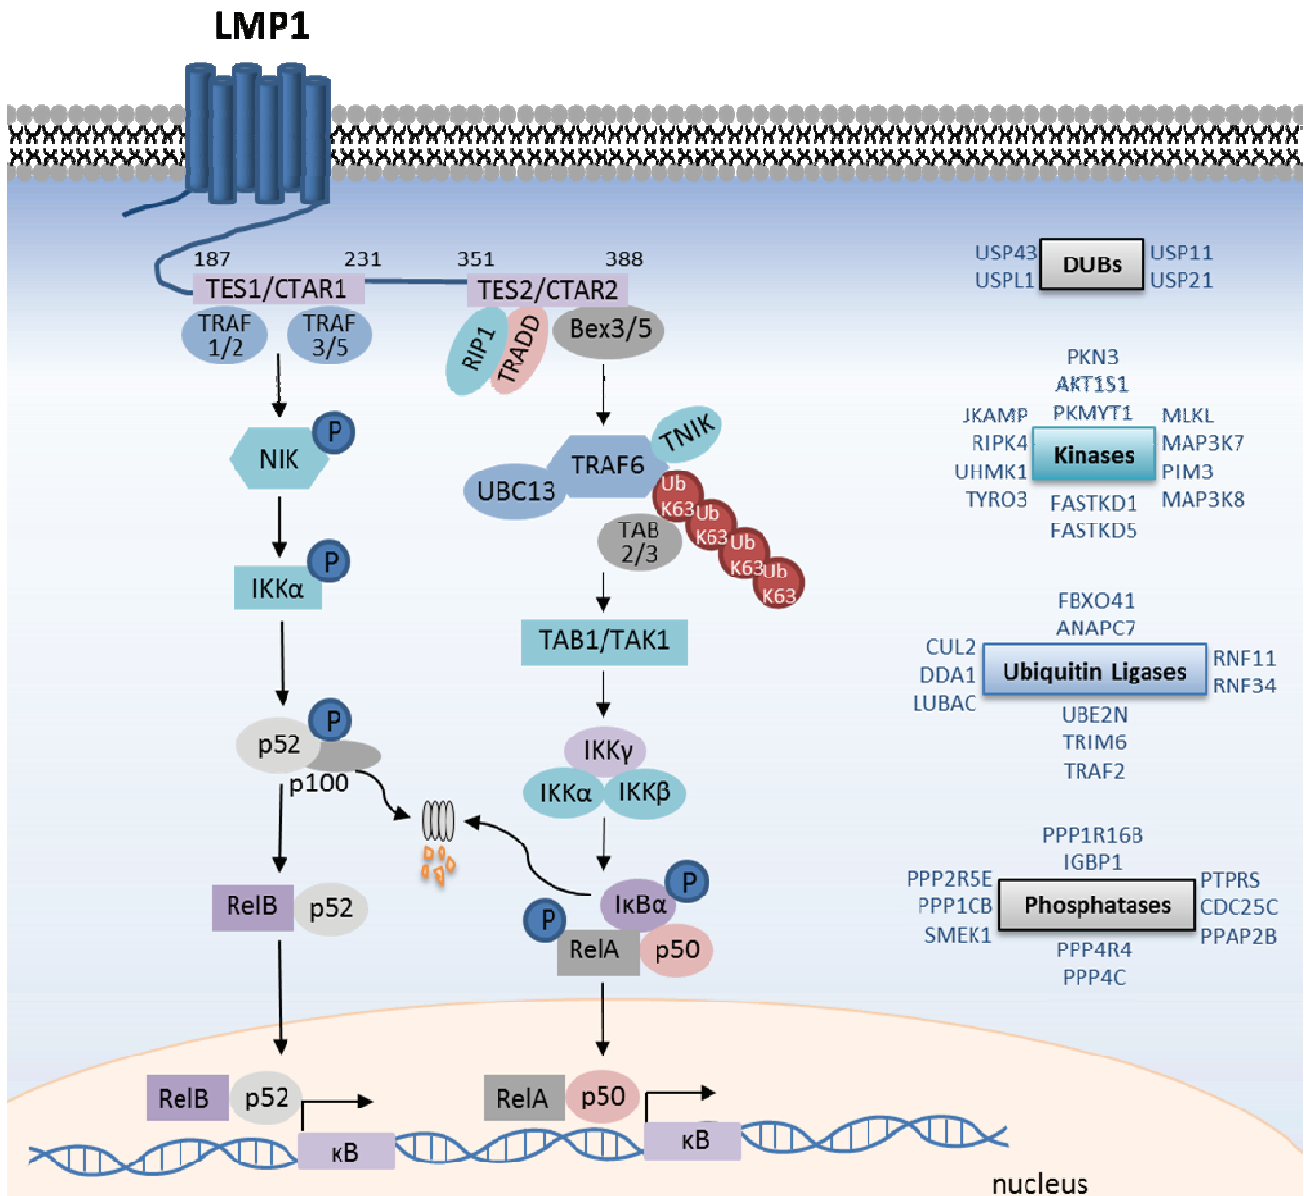 LMP1
187
231
351
388
TES1/CTAR1
TES2/CTAR2
TRAF
1/2
TRAF
3/5
RIP1
TRADD
Bex3/5
NIK
P
UBC13
TRAF6
TNIK
Ub
K63
Ub
K63
Ub
K63
Ub
K63
TAB
2/3
IKKα
P
TAB1/TAK1
p52
P
p100
IKKγ
IKKα
IKKβ
RelB
p52
IκBα
P
P
RelA
p50
RelB
p52
κB
RelA
p50
κB
nucleus
USP43
USPL1
DUBs
USP11
USP21
PKN3
AKT1S1
PKMYT1
JKAMP
RIPK4
UHMK1
TYRO3
Kinases
MLKL
MAP3K7
PIM3
MAP3K8
FASTKD1
FASTKD5
FBXO41
ANAPC7
CUL2
DDA1
LUBAC
Ubiquitin Ligases
RNF11
RNF34
UBE2N
TRIM6
TRAF2
PPP1R16B
IGBP1
PPP2R5E
PPP1CB
SMEK1
Phosphatases
PTPRS
CDC25C
PPAP2B
PPP4R4
PPP4C